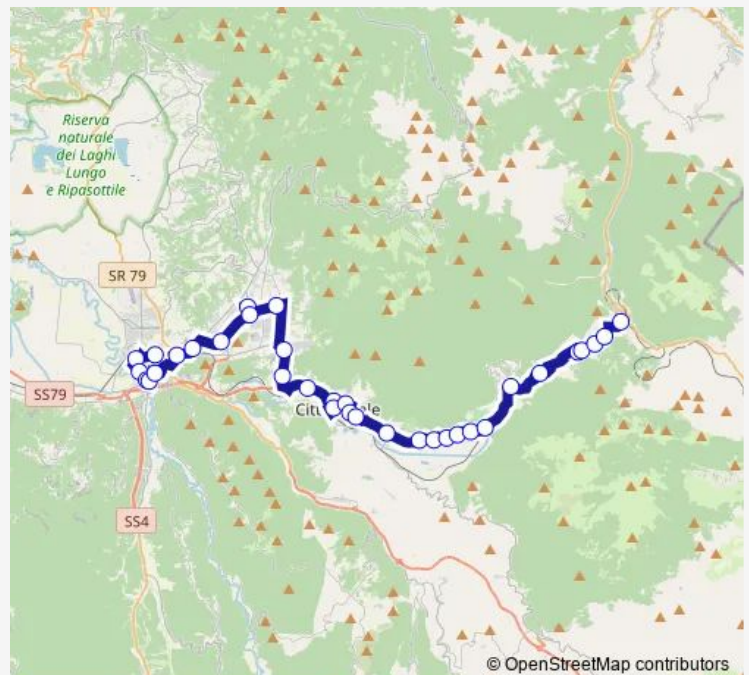 Riserva
naturale
dei Laghi
Lungo
e Ripasottile
SR 79
SS79
SS4
© OpenStreetMap contributors